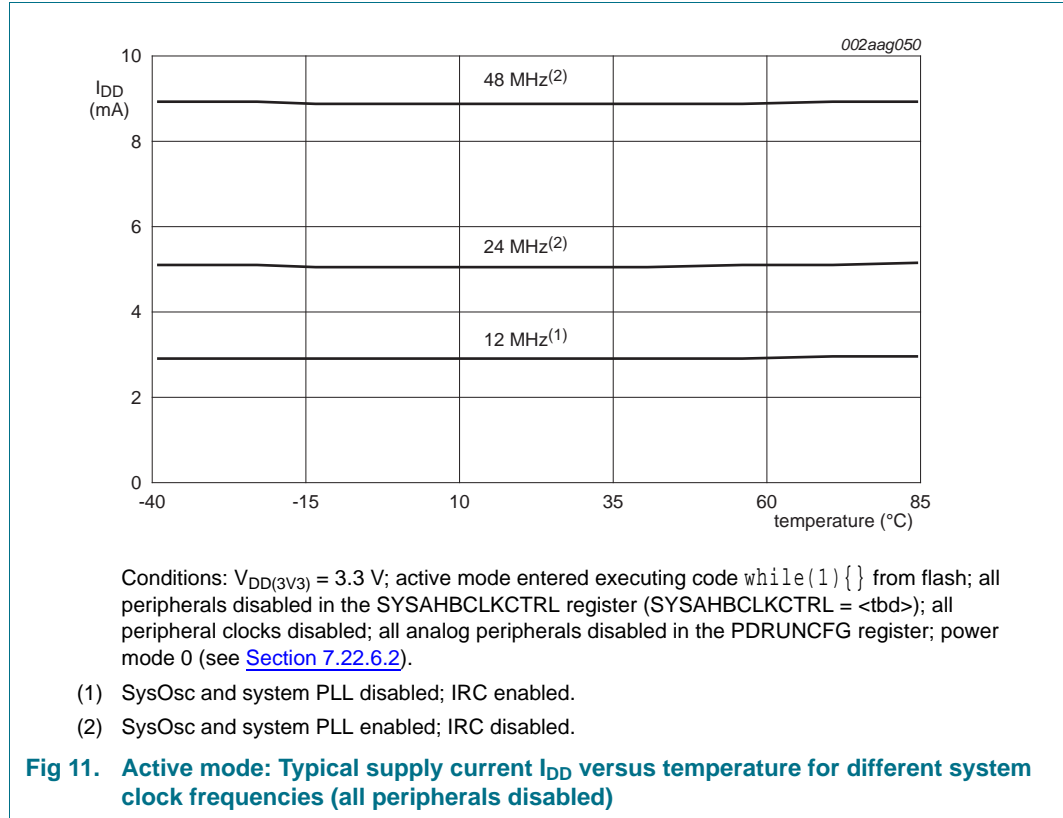 002aag050
10
IDD
(mA)
8
6
4
2
0
48 MHz(2)
24 MHz(2)
12 MHz(1)
-40 -15 10 35 60 85
temperature (°C)
Conditions: VDD(3V3) = 3.3 V; active mode entered executing code while(1){} from flash; all
peripherals disabled in the SYSAHBCLKCTRL register (SYSAHBCLKCTRL = <tbd>); all
peripheral clocks disabled; all analog peripherals disabled in the PDRUNCFG register; power
mode 0 (see Section 7.22.6.2).
(1) SysOsc and system PLL disabled; IRC enabled.
(2) SysOsc and system PLL enabled; IRC disabled.
Fig 11. Active mode: Typical supply current IDD versus temperature for different system
clock frequencies (all peripherals disabled)